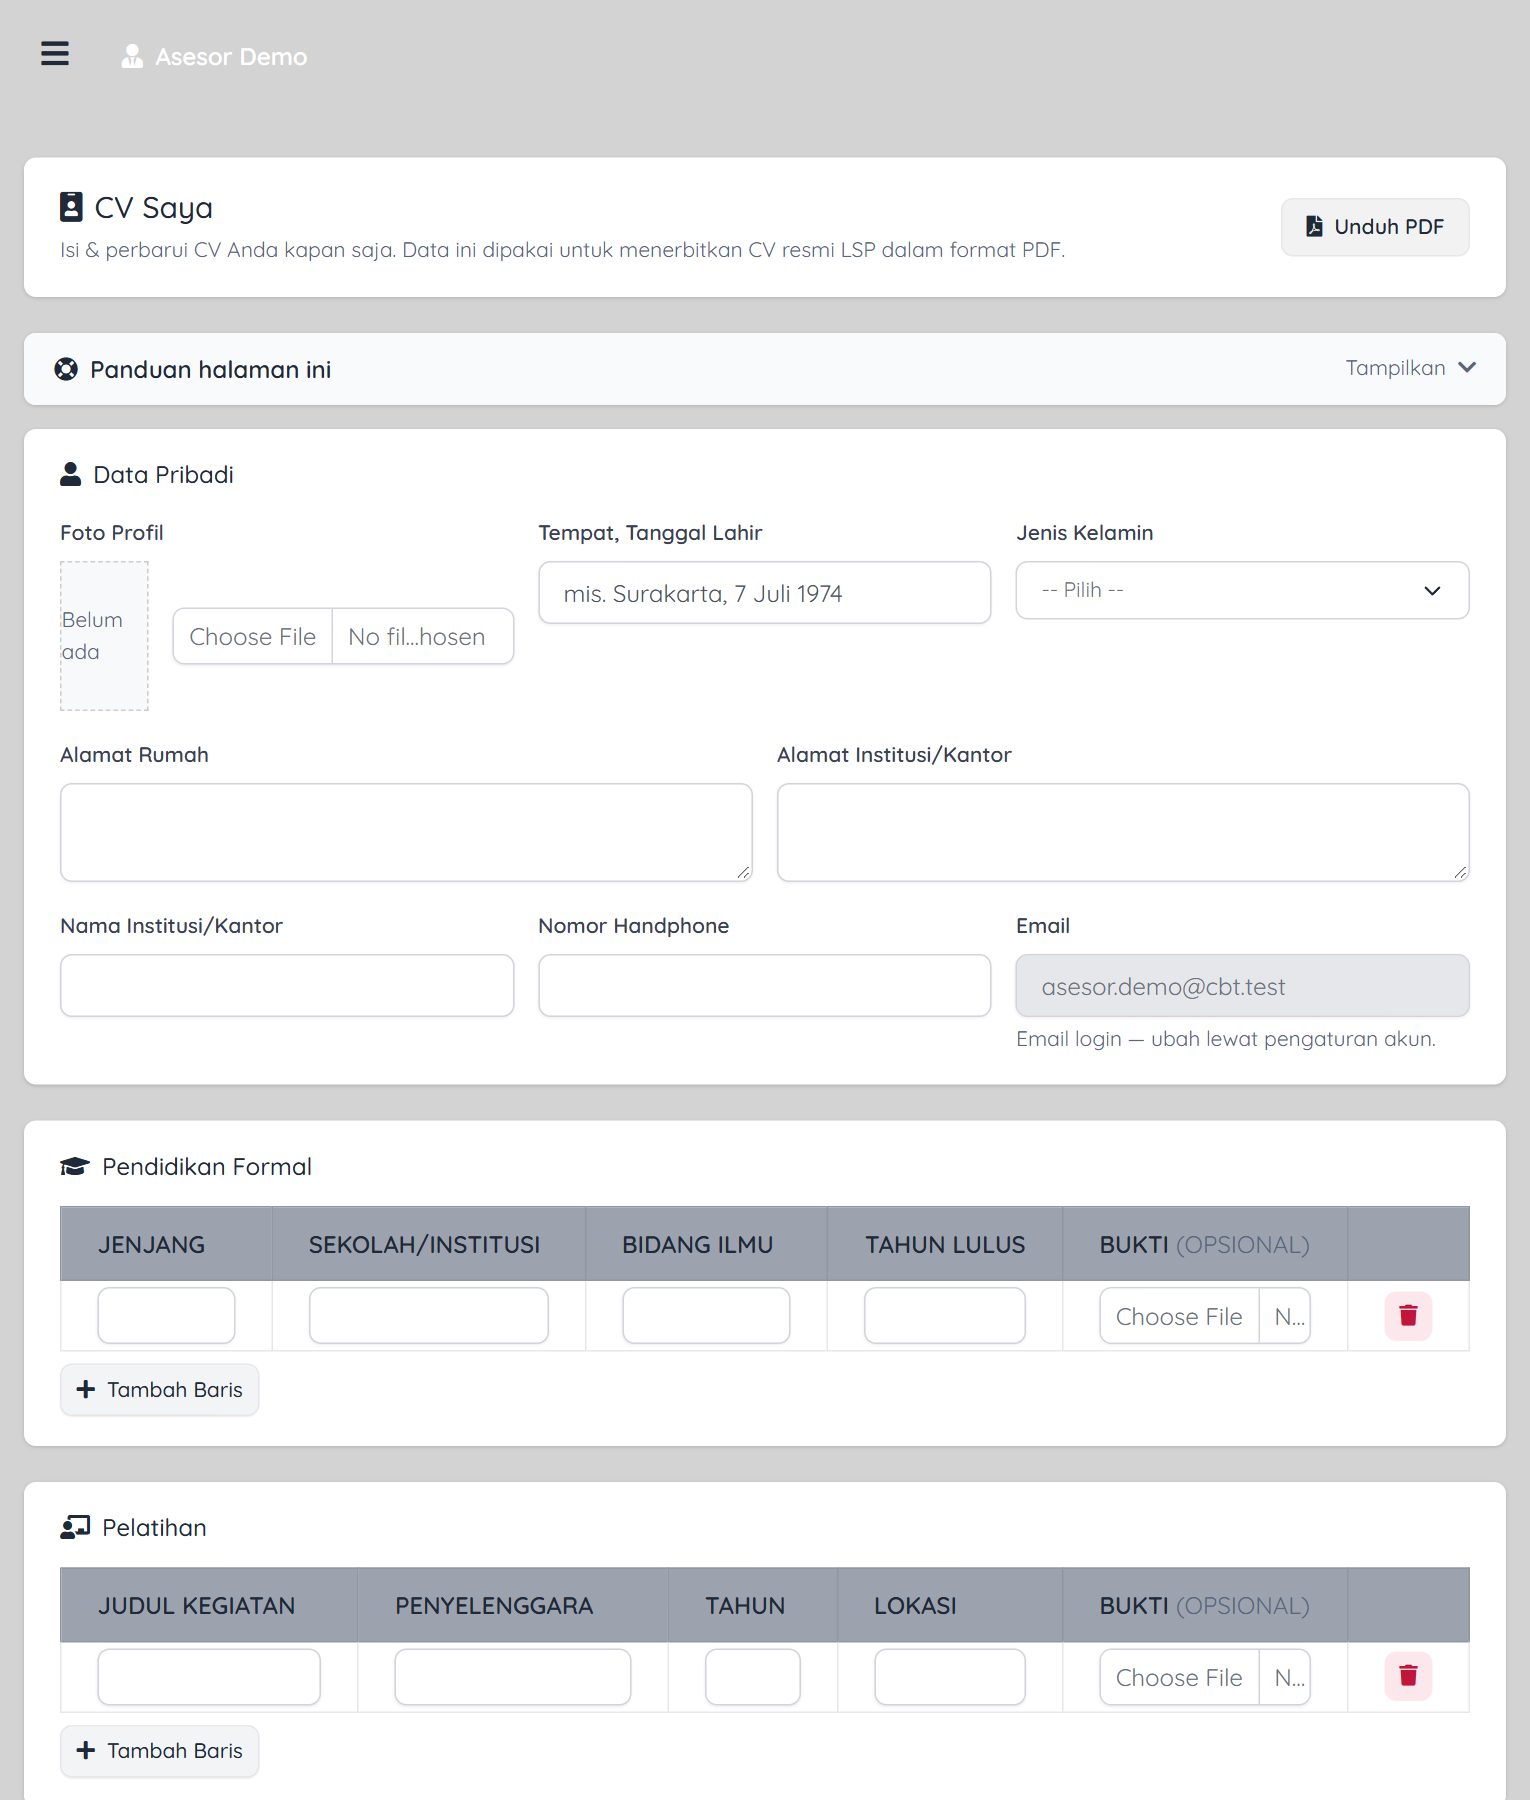 Asesor Demo
CV Saya
Isi & perbarui CV Anda kapan saja. Data ini dipakai untuk menerbitkan CV resmi LSP dalam format PDF.
Unduh PDF
Panduan halaman ini
Tampilkan
Data Pribadi
Foto Profil
Belum
ada
Choose File No fil...hosen
Tempat, Tanggal Lahir
mis. Surakarta, 7 Juli 1974
Jenis Kelamin
-- Pilih --
Alamat Rumah
Alamat Institusi/Kantor
Nama Institusi/Kantor
Nomor Handphone
Email
asesor.demo@cbt.test
Email login — ubah lewat pengaturan akun.
Pendidikan Formal
JENJANG SEKOLAH/INSTITUSI BIDANG ILMU TAHUN LULUS BUKTI (OPSIONAL)
Choose File N...
Tambah Baris
Pelatihan
JUDUL KEGIATAN PENYELENGGARA TAHUN LOKASI BUKTI (OPSIONAL)
Choose File N...
Tambah Baris